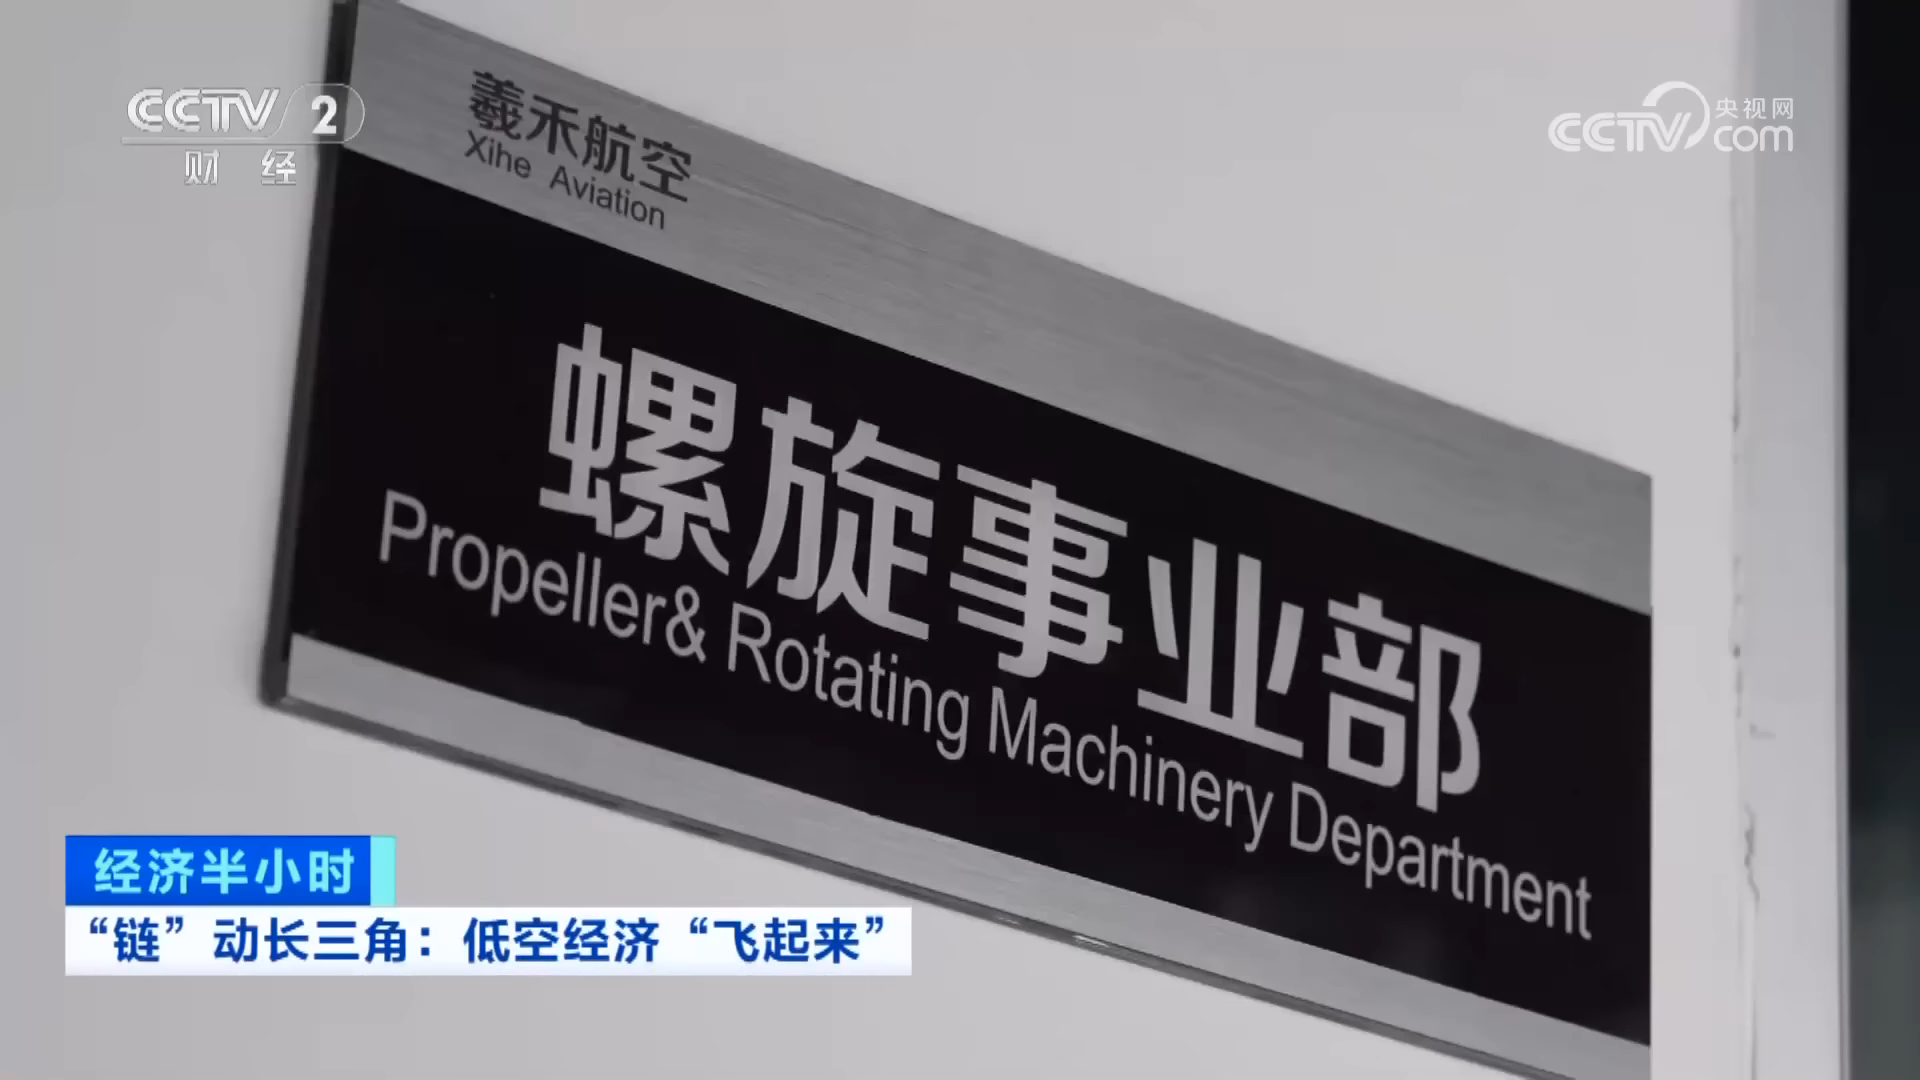 CCTV 2
财 经
央视网
CCTV.com
羲禾航空
Xihe Aviation
螺旋事业部
Propeller& Rotating Machinery Department
经济半小时
“链”动长三角：低空经济“飞起来”